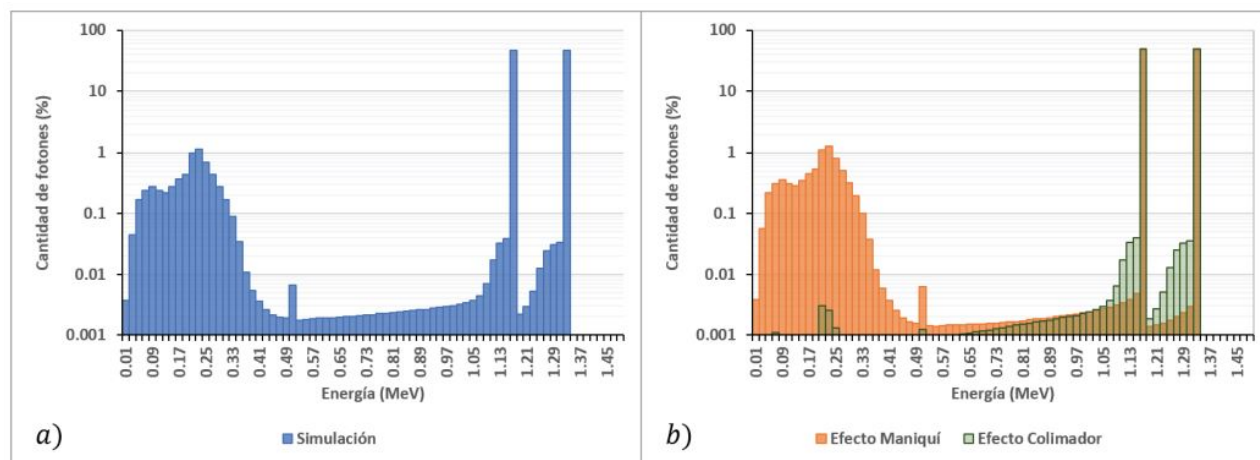 Cantidad de fotones (%)
100
10
1
0.1
0.01
0.001
0.01 0.09 0.17 0.25 0.33 0.41 0.49 0.57 0.65 0.73 0.81 0.89 0.97 1.05 1.13 1.21 1.29 1.37 1.45
Energía (MeV)
a)
Simulación
Cantidad de fotones (%)
100
10
1
0.1
0.01
0.001
0.01 0.09 0.17 0.25 0.33 0.41 0.49 0.57 0.65 0.73 0.81 0.89 0.97 1.05 1.13 1.21 1.29 1.37 1.45
Energía (MeV)
b)
Efecto Maniquí Efecto Colimador